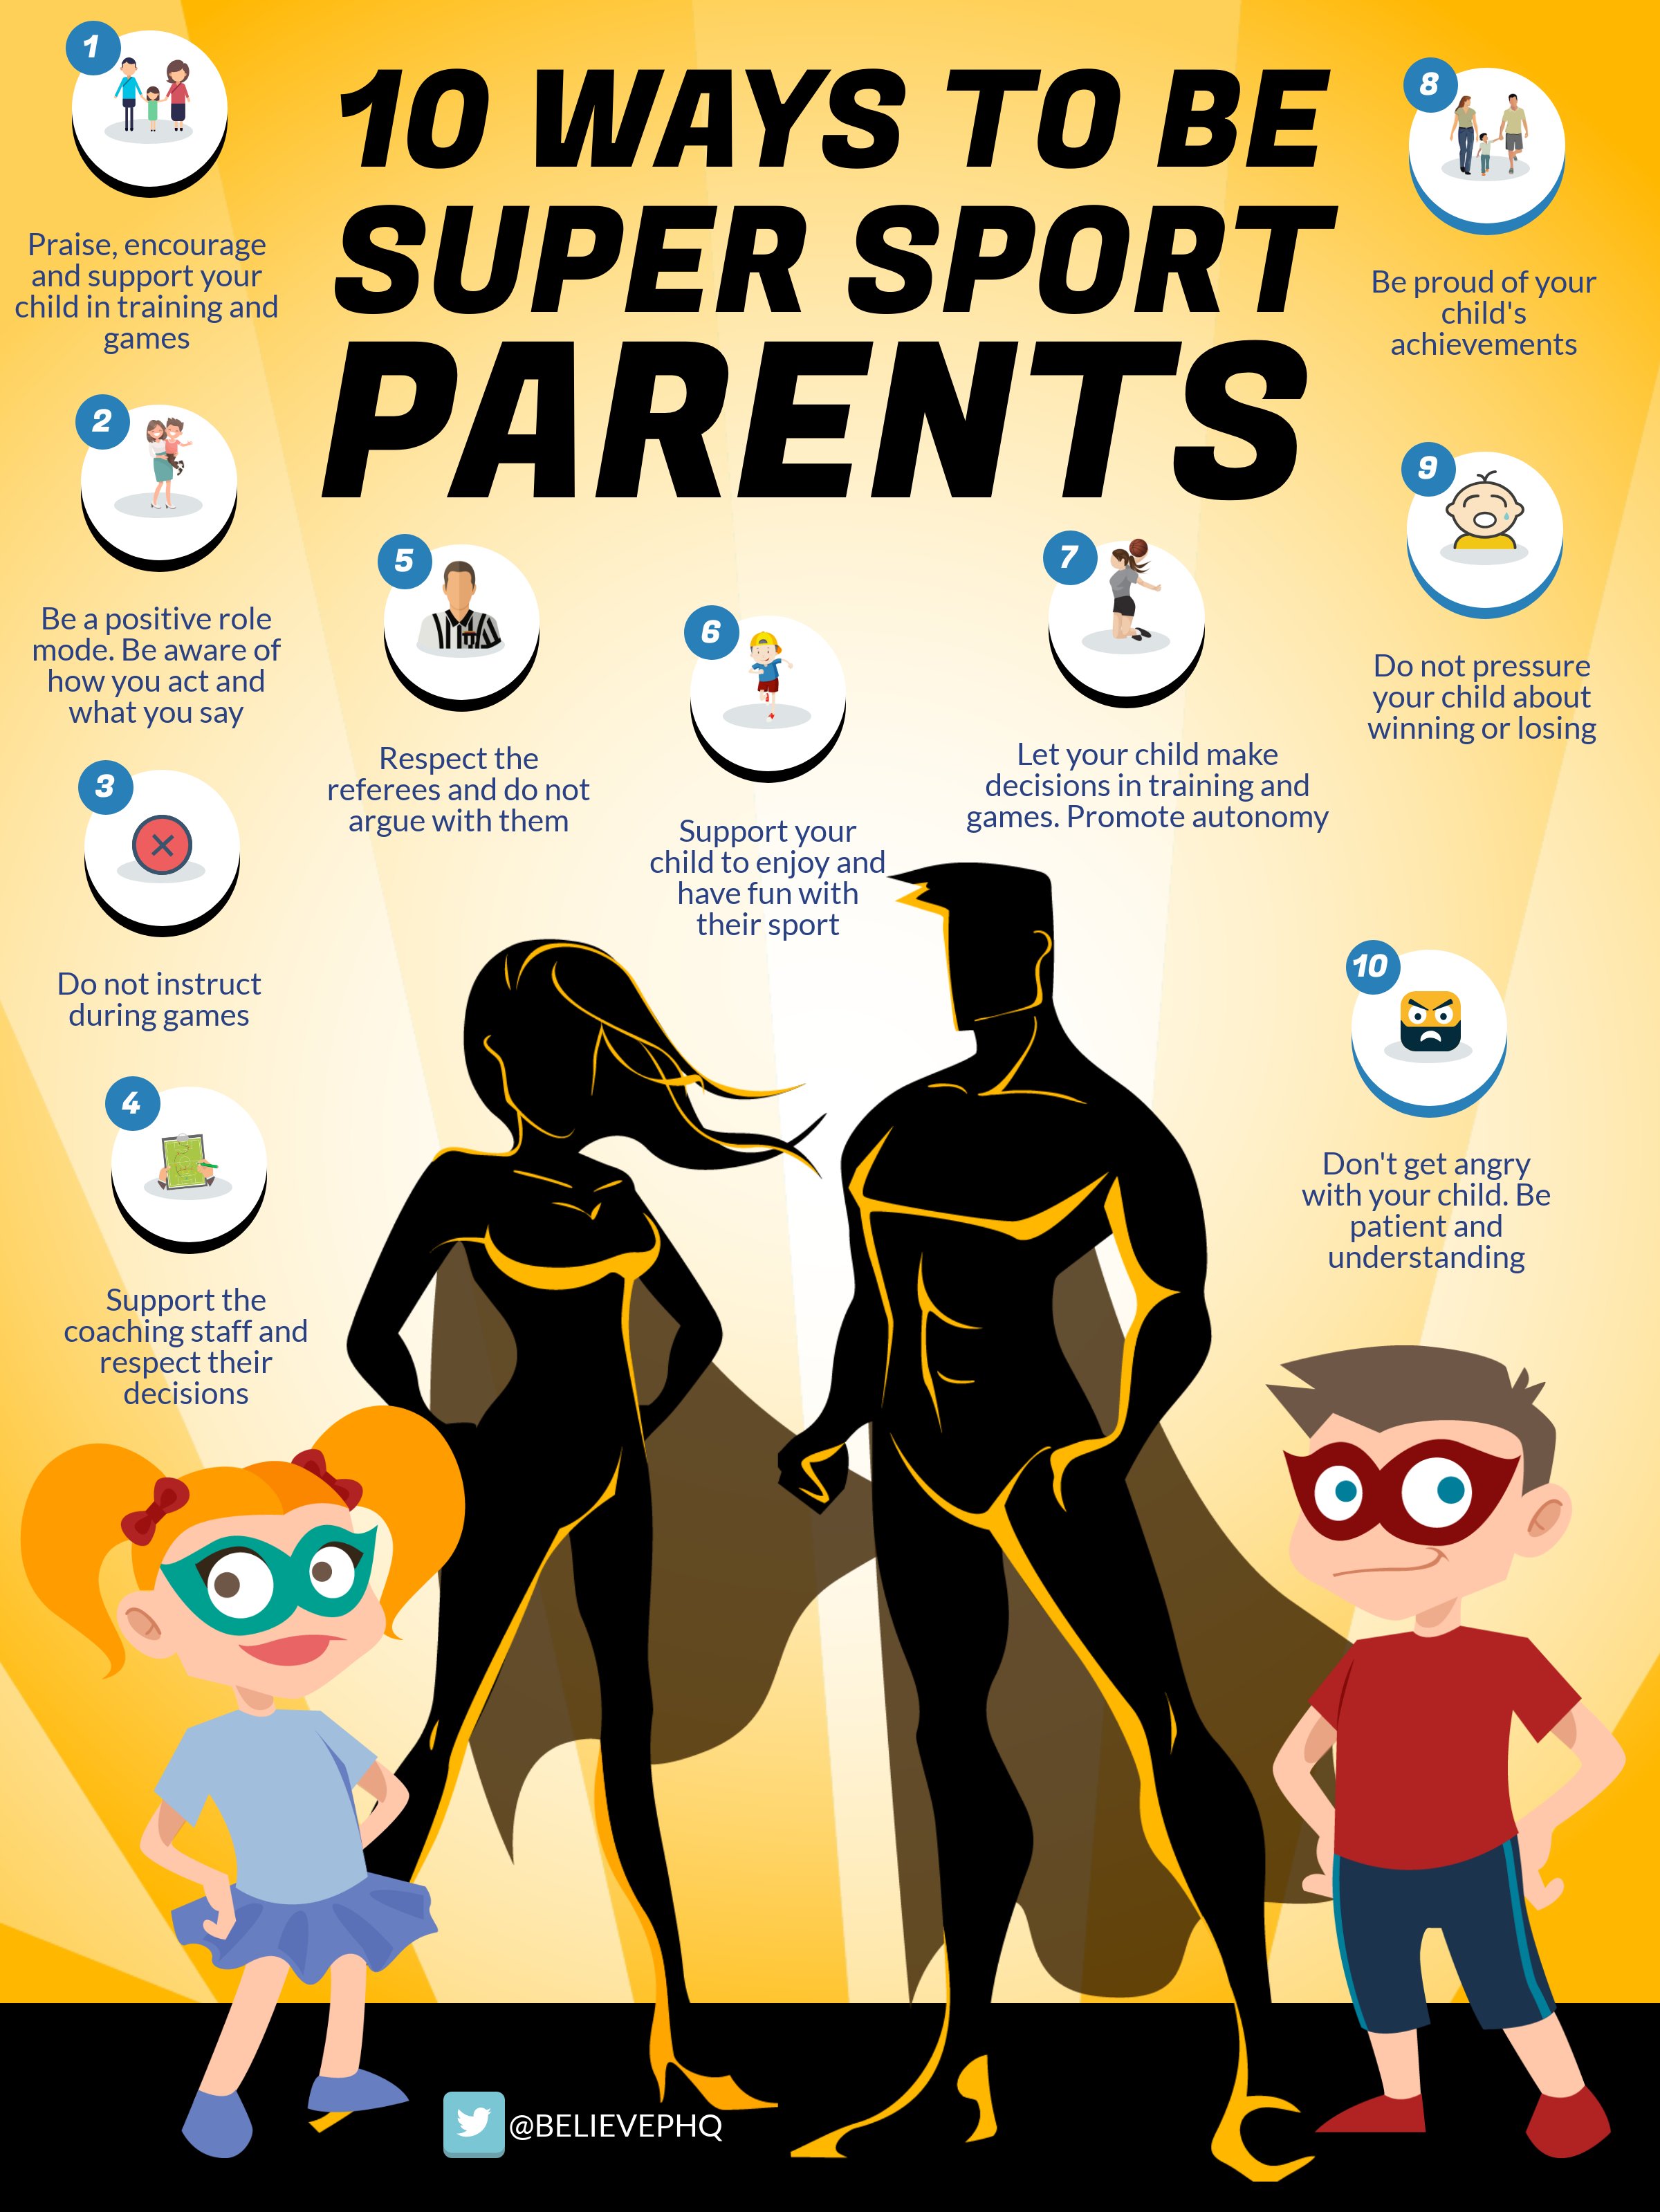 10 WAYS TO BE
SUPER SPORT
PARENTS
1
Praise, encourage
and support your
child in training and
games
2
Be a positive role
mode. Be aware of
how you act and
what you say
3
Do not instruct
during games
4
Support the
coaching staff and
respect their
decisions
5
Respect the
referees and do not
argue with them
6
Support your
child to enjoy and
have fun with
their sport
7
Let your child make
decisions in training and
games. Promote autonomy
8
Be proud of your
child's
achievements
9
Do not pressure
your child about
winning or losing
10
Don't get angry
with your child. Be
patient and
understanding
@BELIEVEPHQ